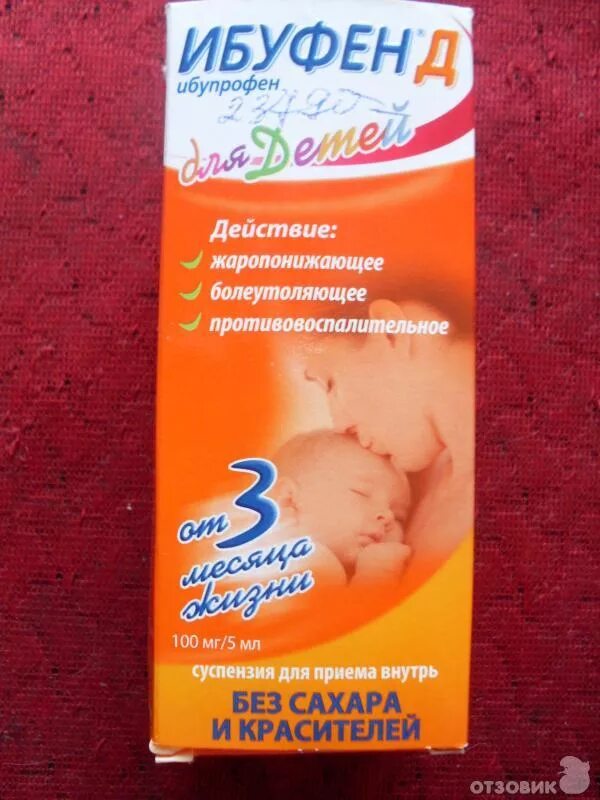 ИБУФЕН® Д
ибупрофен
для Детей
Действие:
жаропонижающее
болеутоляющее
противовоспалительное
от 3
месяца
жизни
100 мг/5 мл
суспензия для приема внутрь
БЕЗ САХАРА
И КРАСИТЕЛЕЙ
ОТЗОВИК